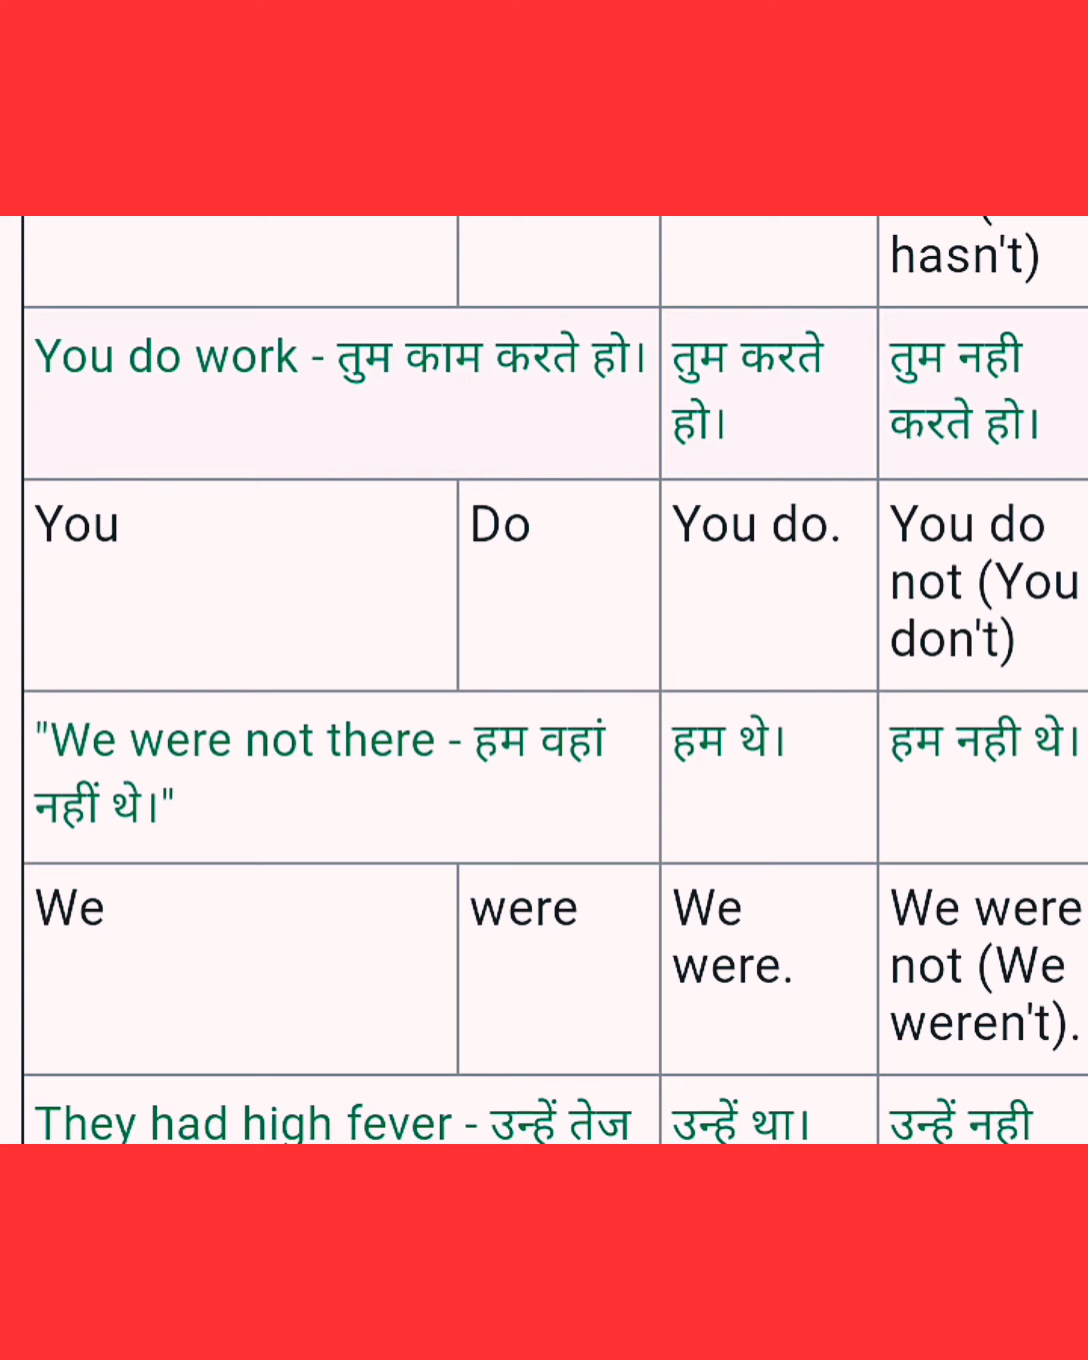 hasn't)
You do work - तुम काम करते हो।
तुम करते
हो।
तुम नही
करते हो।
You
Do
You do.
You do
not (You
don't)
"We were not there - हम वहां
नहीं थे।"
हम थे।
हम नही थे।
We
were
We
were.
We were
not (We
weren't).
They had high fever - उन्हें तेज
उन्हें था।
उन्हें नही